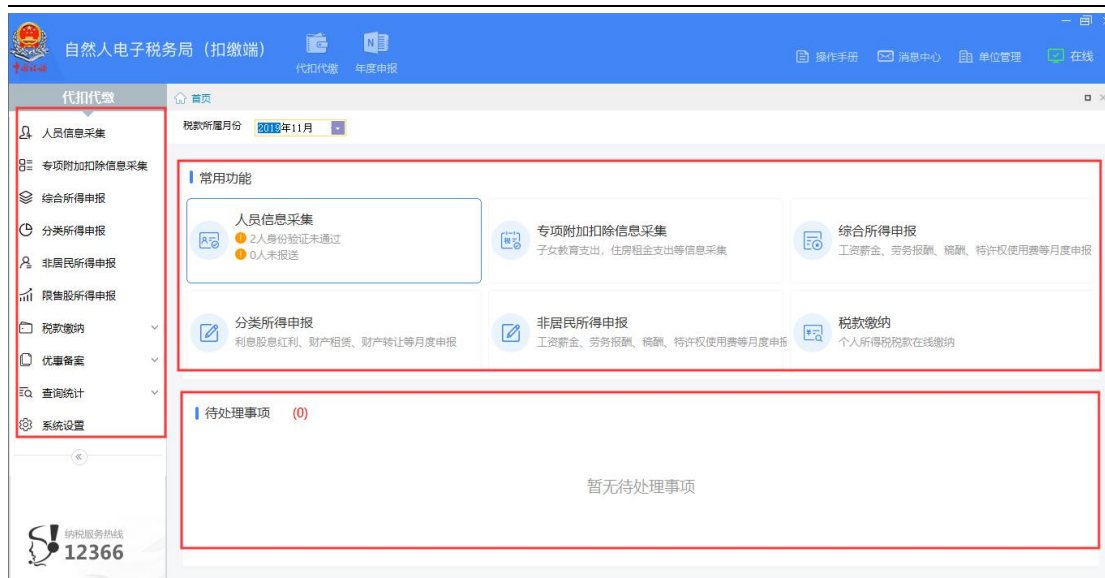 自然人电子税务局（扣缴端）
代扣代缴
年度申报
操作手册
消息中心
单位管理
在线
代扣代缴
人员信息采集
专项附加扣除信息采集
综合所得申报
分类所得申报
非居民所得申报
限售股所得申报
税款缴纳
优惠备案
查询统计
系统设置
纳税服务热线
12366
首页
税款所属月份 2019年11月
常用功能
人员信息采集
2人身份验证未通过
0人未报送
专项附加扣除信息采集
子女教育支出，住房租金支出等信息采集
综合所得申报
工资薪金、劳务报酬、稿酬、特许权使用费等月度申报
分类所得申报
利息股息红利、财产租赁、财产转让等月度申报
非居民所得申报
工资薪金、劳务报酬、稿酬、特许权使用费等月度申报
税款缴纳
个人所得税税款在线缴纳
待处理事项 (0)
暂无待处理事项